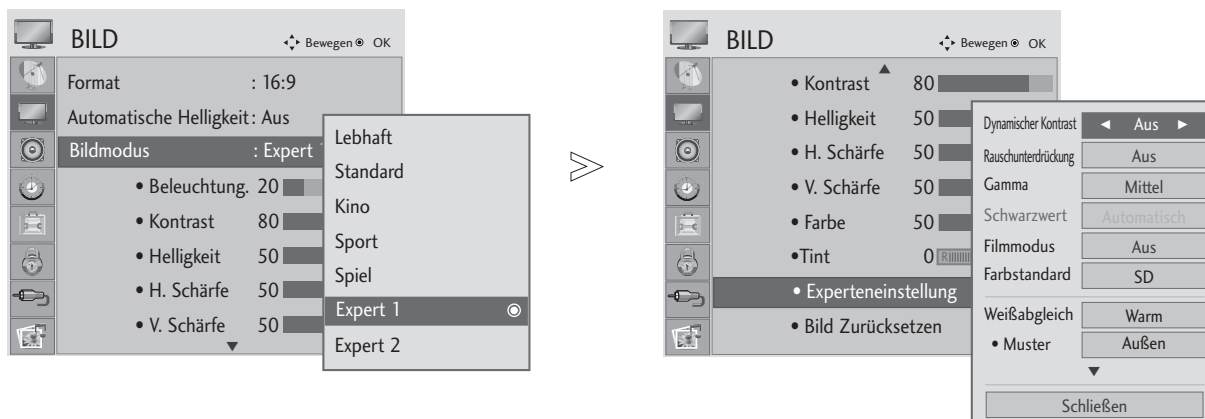 BILD
Bewegen OK
Format : 16:9
Automatische Helligkeit: Aus
Bildmodus : Expert 1
• Beleuchtung. 20
• Kontrast 80
• Helligkeit 50
• H. Schärfe 50
• V. Schärfe 50
Lebhaft
Standard
Kino
Sport
Spiel
Expert 1
Expert 2
BILD
Bewegen OK
• Kontrast 80
• Helligkeit 50
• H. Schärfe 50
• V. Schärfe 50
• Farbe 50
•Tint 0
• Experteneinstellung
• Bild Zurücksetzen
Dynamischer Kontrast Aus
Rauschunterdrückung Aus
Gamma Mittel
Schwarzwert Automatisch
Filmmodus Aus
Farbstandard SD
Weißabgleich Warm
• Muster Außen
Schließen